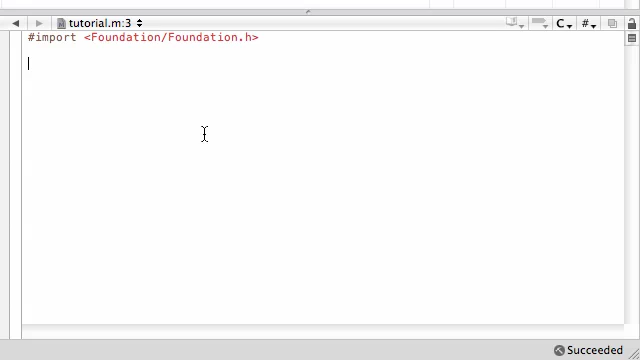 tutorial.m:3
C
#
#import <Foundation/Foundation.h>
Succeeded